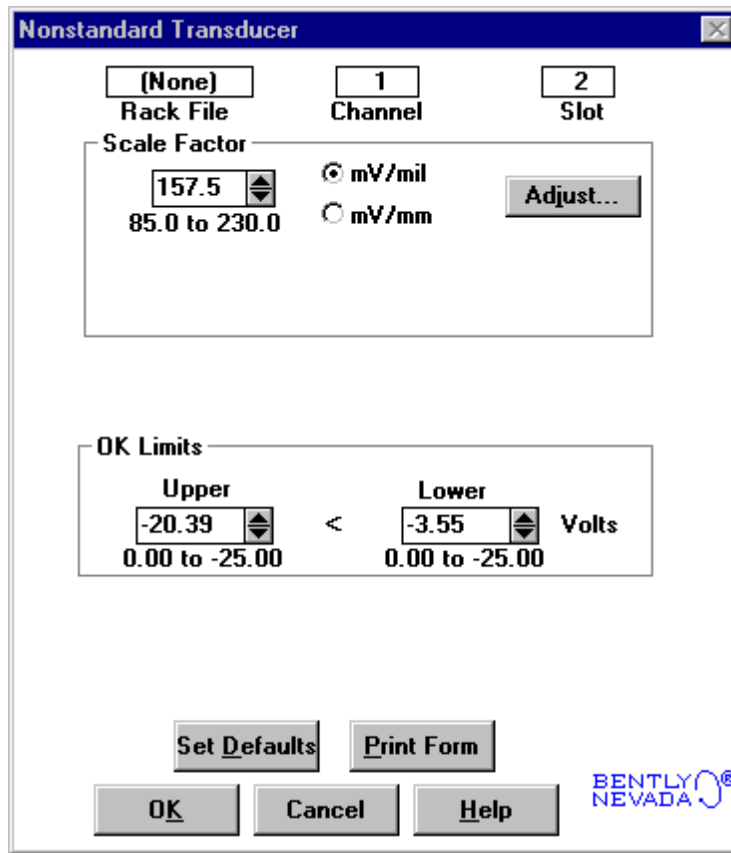 Nonstandard Transducer
(None) 1 2
Rack File Channel Slot
Scale Factor
157.5 mV/mil Adjust...
85.0 to 230.0 mV/mm
OK Limits
Upper Lower
-20.39 < -3.55 Volts
0.00 to -25.00 0.00 to -25.00
Set Defaults Print Form
OK Cancel Help
BENTLY
NEVADA ®